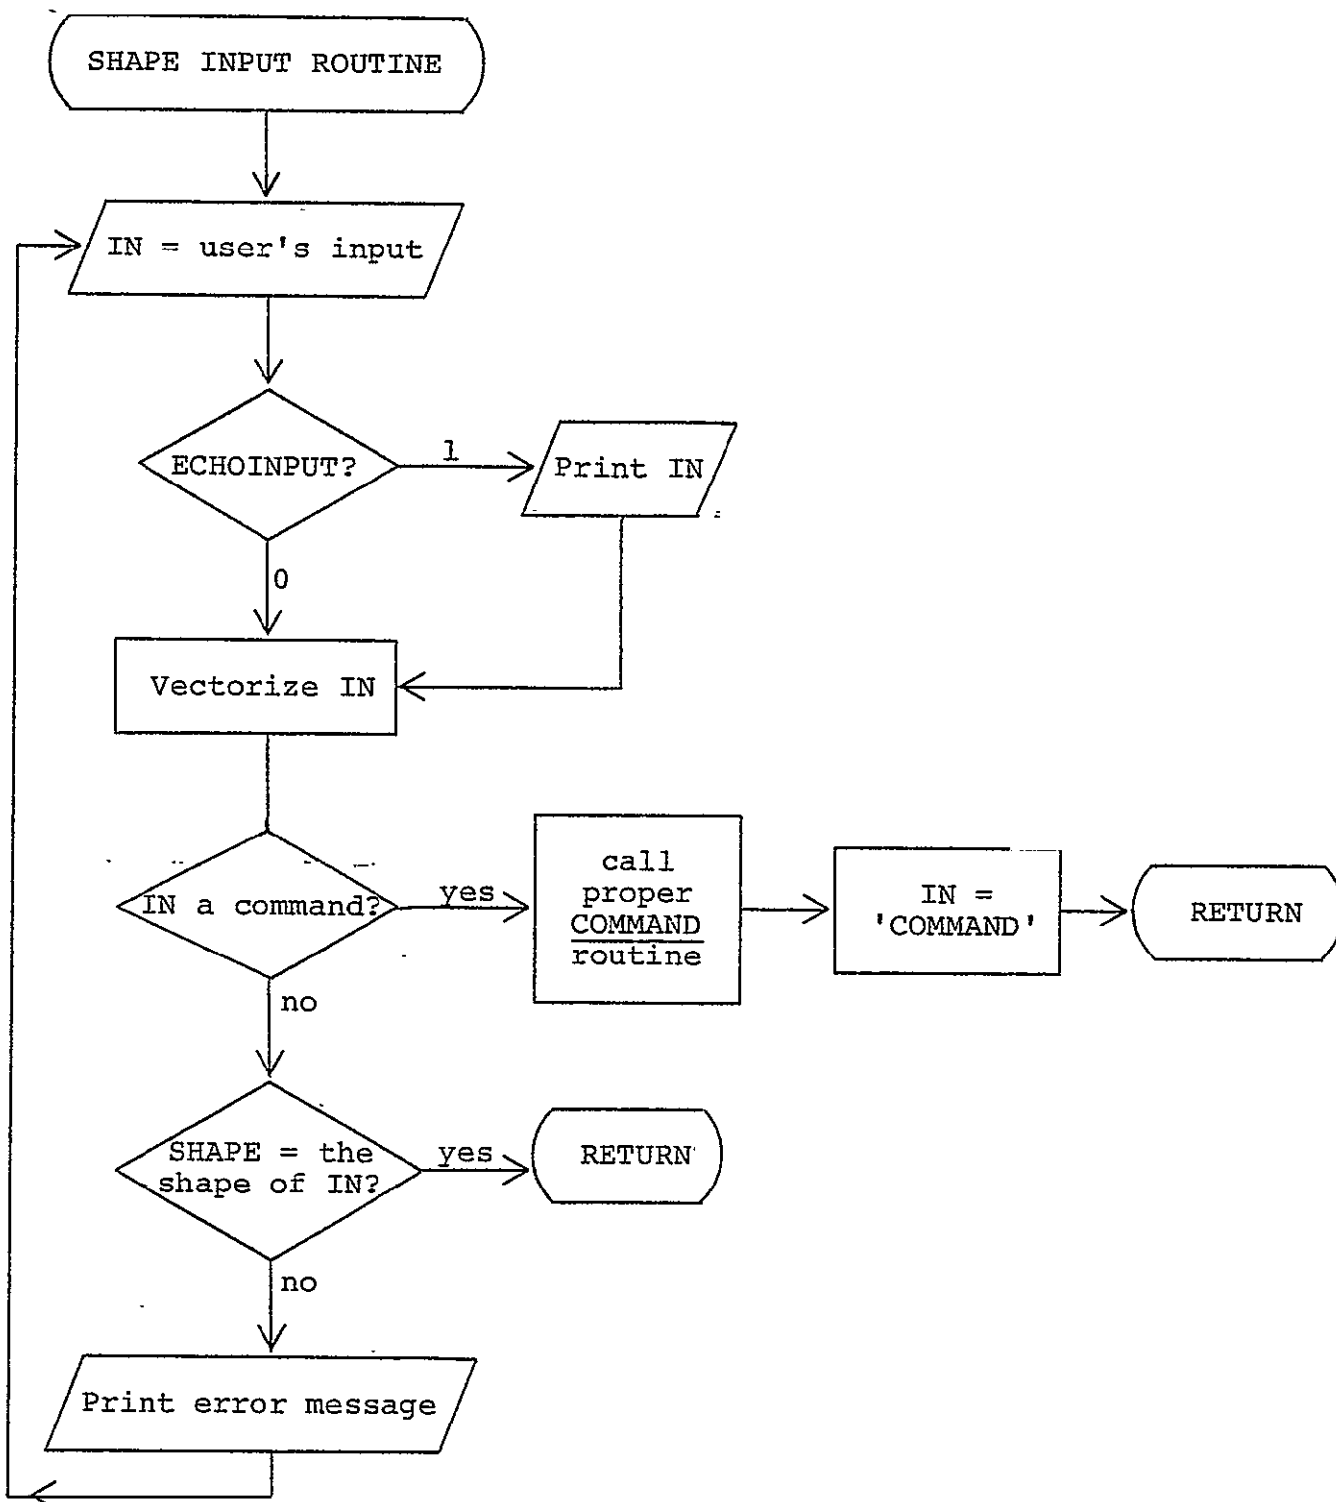 SHAPE INPUT ROUTINE
IN = user's input
ECHOINPUT?
1
Print IN
0
Vectorize IN
IN a command?
yes
call
proper
COMMAND
routine
IN =
'COMMAND'
RETURN
no
SHAPE = the
shape of IN?
yes
RETURN
no
Print error message